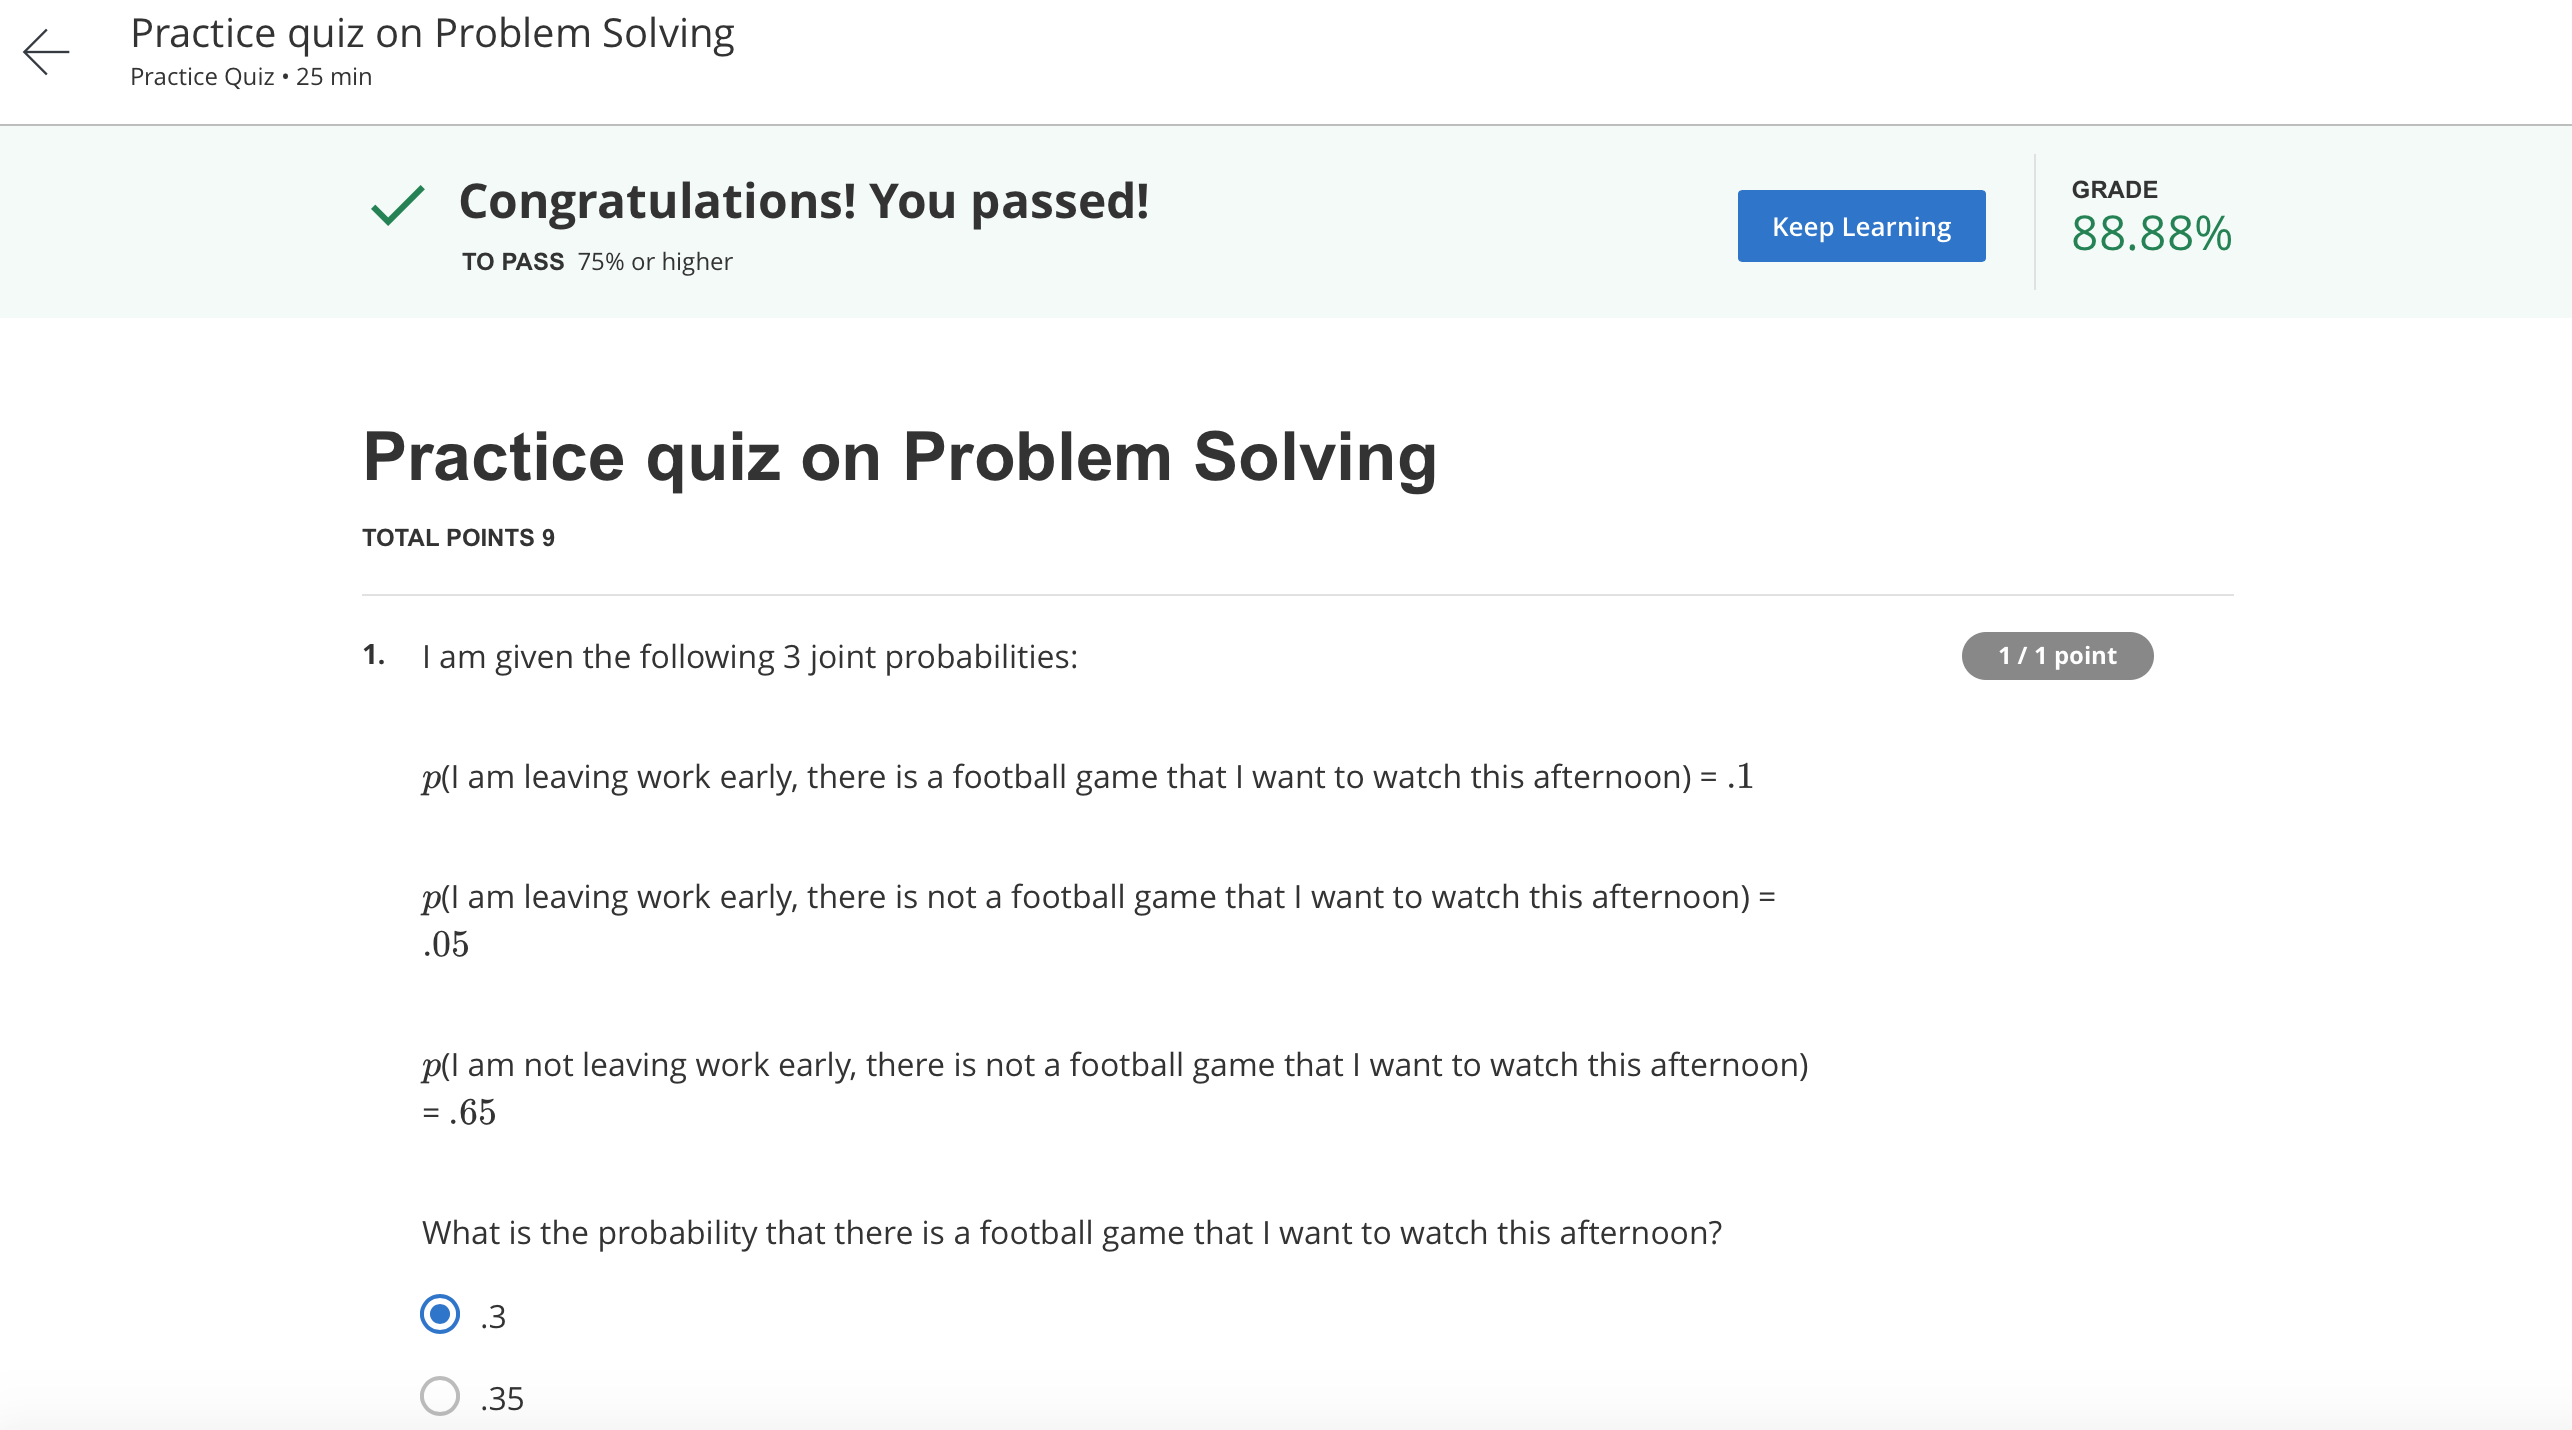 Practice quiz on Problem Solving
Practice Quiz • 25 min
Congratulations! You passed!
TO PASS 75% or higher
Keep Learning
GRADE
88.88%
Practice quiz on Problem Solving
TOTAL POINTS 9
1. I am given the following 3 joint probabilities:
1 / 1 point
p(I am leaving work early, there is a football game that I want to watch this afternoon) = .1
p(I am leaving work early, there is not a football game that I want to watch this afternoon) =
.05
p(I am not leaving work early, there is not a football game that I want to watch this afternoon)
= .65
What is the probability that there is a football game that I want to watch this afternoon?
.3
.35